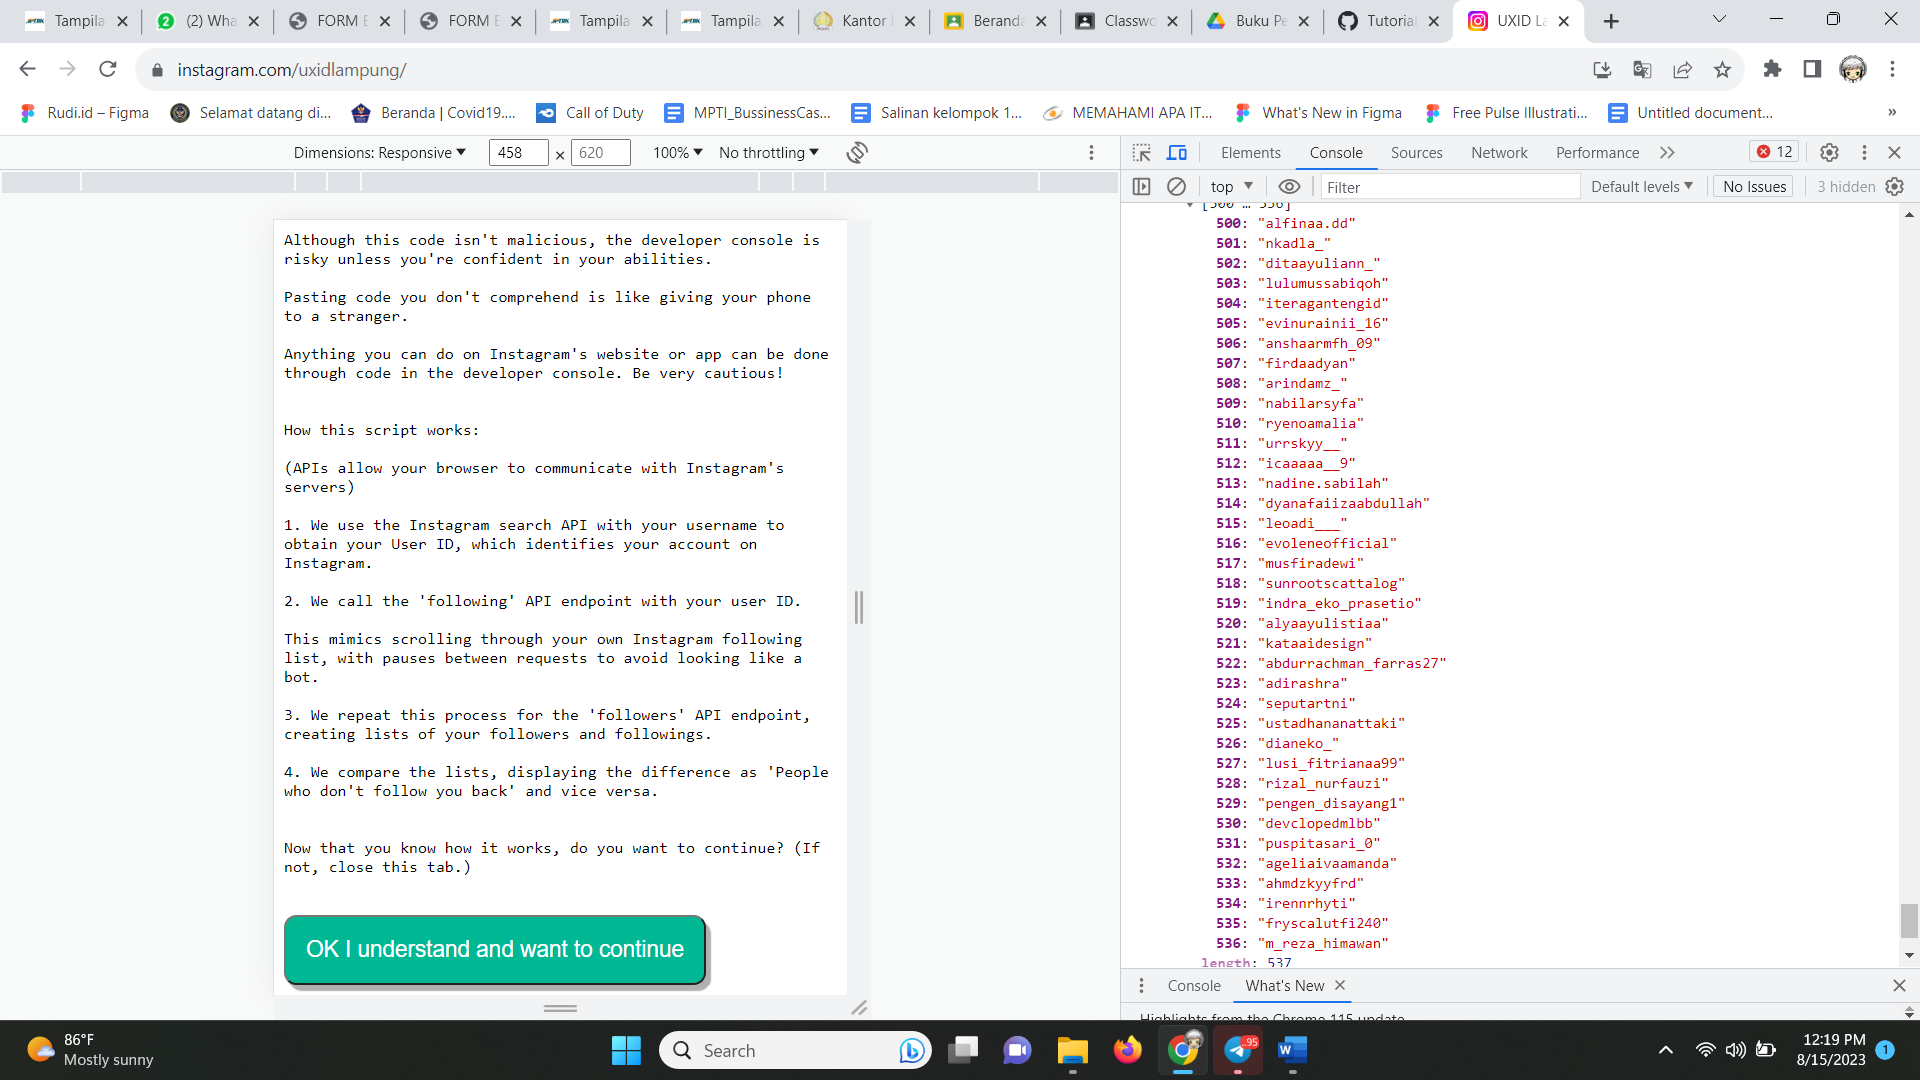 Tampila
(2) Wha
FORM E
FORM E
Tampila
Tampila
Kantor
Beranda
Classwo
Buku Pe
Tutorial
UXID La
instagram.com/uxidlampung/
Rudi.id – Figma
Selamat datang di...
Beranda | Covid19....
Call of Duty
MPTI_BussinessCas...
Salinan kelompok 1...
MEMAHAMI APA IT...
What's New in Figma
Free Pulse Illustrati...
Untitled document...
Dimensions: Responsive
458 x 620
100%
No throttling
Elements
Console
Sources
Network
Performance
12
top
Filter
Default levels
No Issues
3 hidden
Although this code isn't malicious, the developer console is
risky unless you're confident in your abilities.
Pasting code you don't comprehend is like giving your phone
to a stranger.
Anything you can do on Instagram's website or app can be done
through code in the developer console. Be very cautious!
How this script works:
(APIs allow your browser to communicate with Instagram's
servers)
1. We use the Instagram search API with your username to
obtain your User ID, which identifies your account on
Instagram.
2. We call the 'following' API endpoint with your user ID.
This mimics scrolling through your own Instagram following
list, with pauses between requests to avoid looking like a
bot.
3. We repeat this process for the 'followers' API endpoint,
creating lists of your followers and followings.
4. We compare the lists, displaying the difference as 'People
who don't follow you back' and vice versa.
Now that you know how it works, do you want to continue? (If
not, close this tab.)
OK I understand and want to continue
[500 … 536]
500: "alfinaa.dd"
501: "nkadla_"
502: "ditaayuliann_"
503: "lulumussabiqoh"
504: "iteragantengid"
505: "evinurainii_16"
506: "anshaarmfh_09"
507: "firdaadyan"
508: "arindamz_"
509: "nabilarsyfa"
510: "ryenoamalia"
511: "urrskyy__"
512: "icaaaaa__9"
513: "nadine.sabilah"
514: "dyanafaiizaabdullah"
515: "leoadi___"
516: "evoleneofficial"
517: "musfiradewi"
518: "sunrootscattalog"
519: "indra_eko_prasetio"
520: "alyaayulistiaa"
521: "kataaidesign"
522: "abdurrachman_farras27"
523: "adirashra"
524: "seputartni"
525: "ustadhananattaki"
526: "dianeko_"
527: "lusi_fitrianaa99"
528: "rizal_nurfauzi"
529: "pengen_disayang1"
530: "devclopedmlbb"
531: "puspitasari_0"
532: "ageliaivaamanda"
533: "ahmdzkyyfrd"
534: "irennrhyti"
535: "fryscalutfi240"
536: "m_reza_himawan"
length: 537
Console
What's New
Highlights from the Chrome 115 update
86°F
Mostly sunny
Search
95
12:19 PM
8/15/2023
1